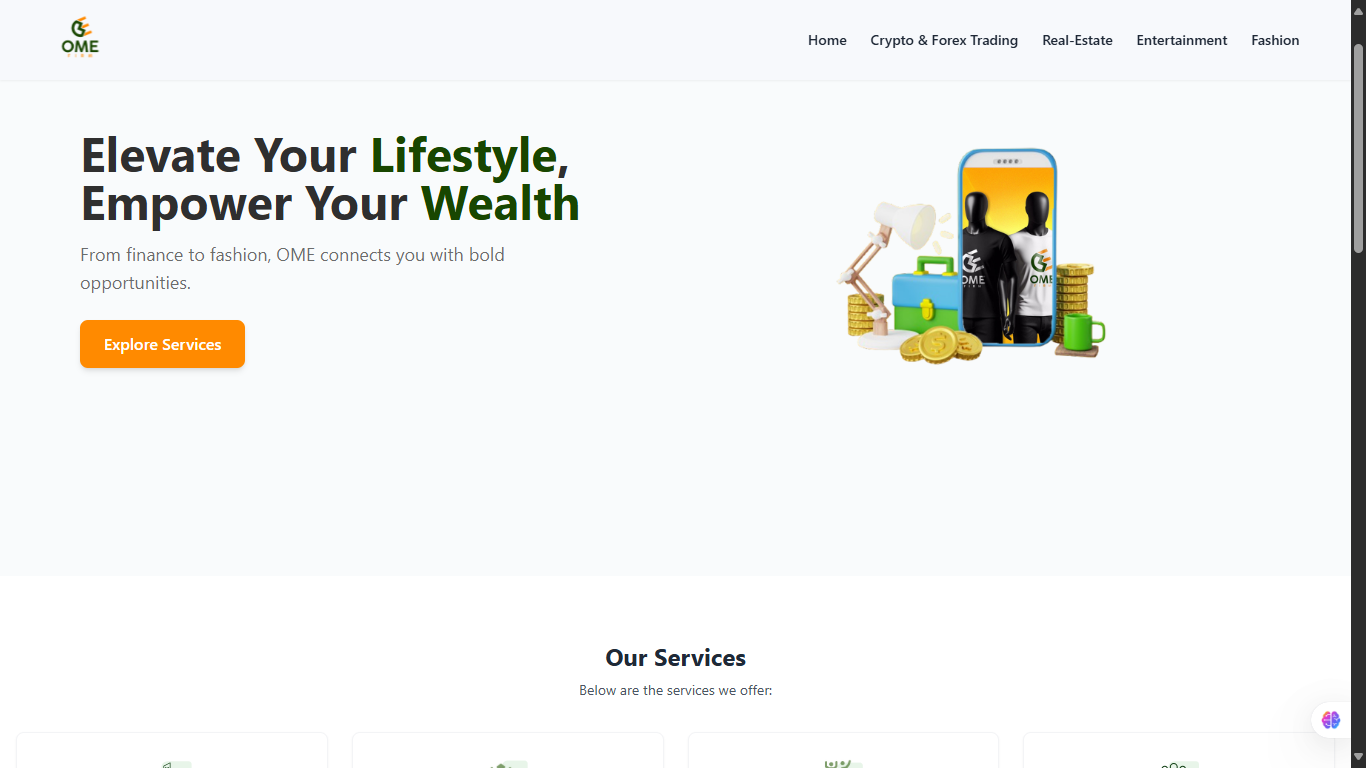 OME
FIRM
Home
Crypto & Forex Trading
Real-Estate
Entertainment
Fashion
Elevate Your Lifestyle,
Empower Your Wealth
From finance to fashion, OME connects you with bold
opportunities.
Explore Services
OME
OME
Our Services
Below are the services we offer: